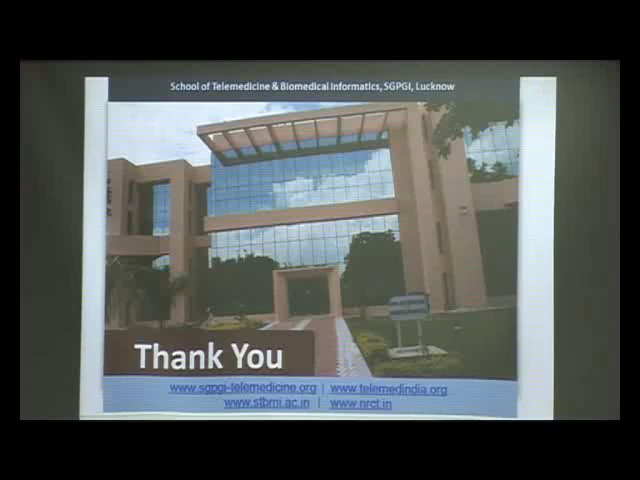 School of Telemedicine & Biomedical Informatics, SGPGI, Lucknow
Thank You
www.sgpgi-telemedicine.org | www.telemedindia.org
www.stbmi.ac.in | www.nrct.in